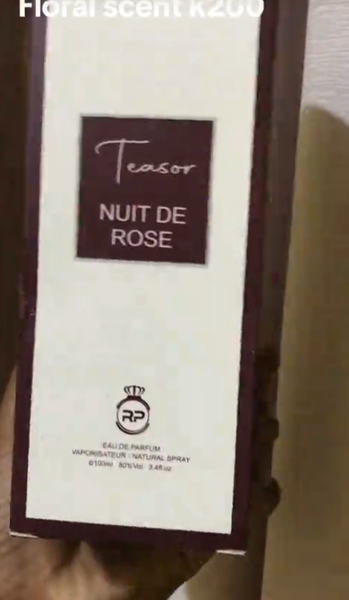 Floral scent k200
Teasor
NUIT DE
ROSE
RP
EAU DE PARFUM
VAPORISATEUR / NATURAL SPRAY
℮100ml 80%Vol 3.4fl.oz